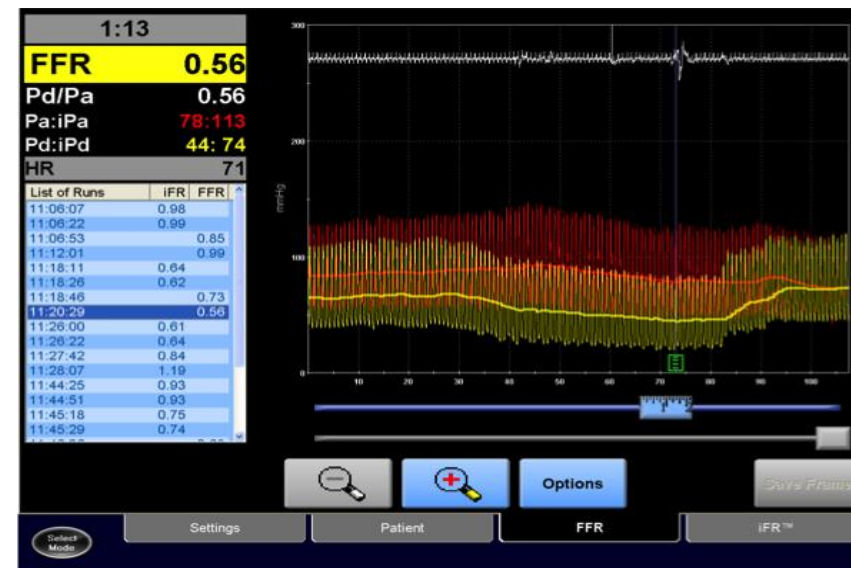 1:13
FFR 0.56
Pd/Pa 0.56
Pa:iPa 78:113
Pd:iPd 44: 74
HR 71
List of Runs iFR FFR
11:06:07 0.98
11:06:22 0.99
11:06:53 0.85
11:12:01 0.99
11:18:11 0.64
11:18:26 0.62
11:18:46 0.73
11:20:29 0.56
11:26:00 0.61
11:26:22 0.64
11:27:42 0.84
11:28:07 1.19
11:44:25 0.93
11:44:51 0.93
11:45:18 0.75
11:45:29 0.74
300
200
mmHg
100
0
10 20 30 40 50 60 70 80 90 100
Options
Save Frame
Select Mode
Settings
Patient
FFR
iFR™